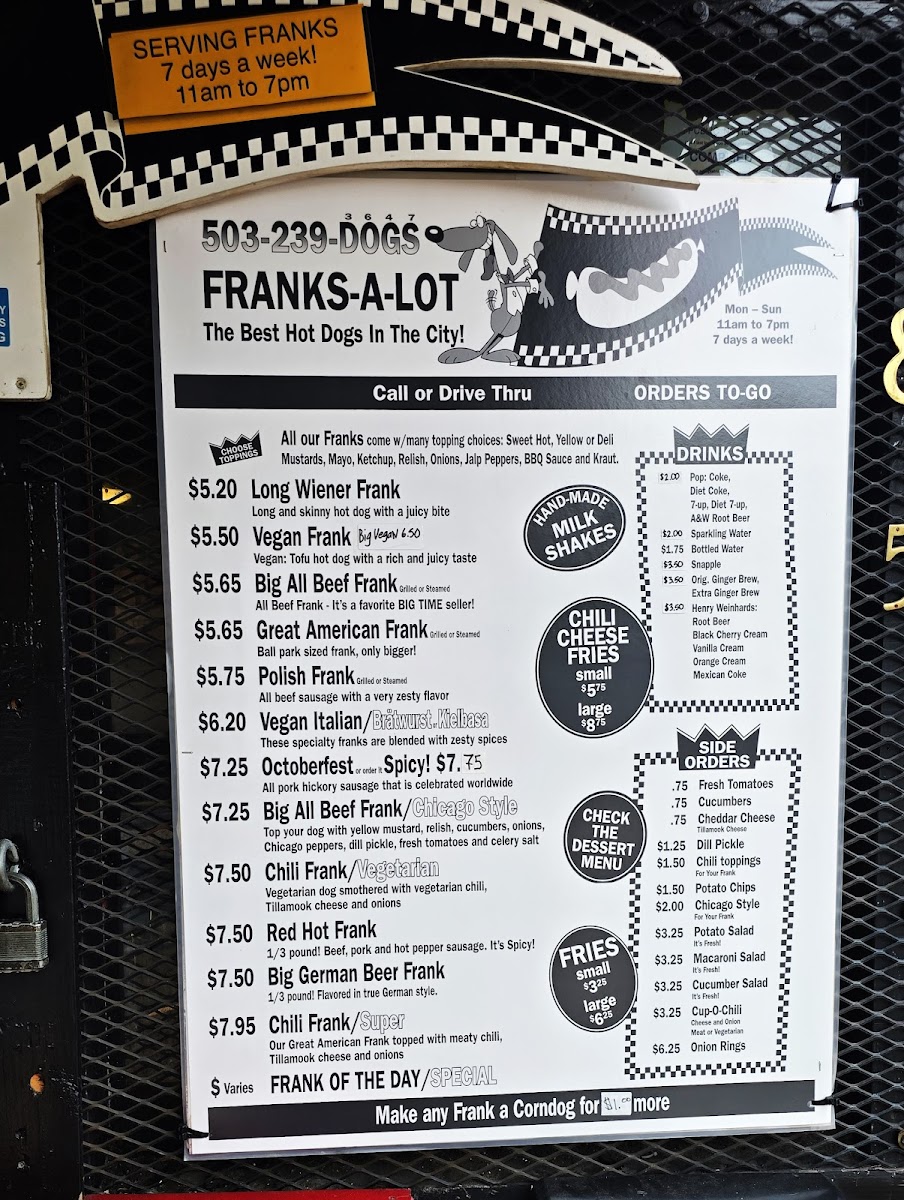 SERVING FRANKS
7 days a week!
11am to 7pm
3 6 4 7
503-239-DOGS
FRANKS-A-LOT
The Best Hot Dogs In The City!
Mon – Sun
11am to 7pm
7 days a week!
Call or Drive Thru
ORDERS TO-GO
CHOOSE
TOPPINGS
All our Franks come w/many topping choices: Sweet Hot, Yellow or Deli
Mustards, Mayo, Ketchup, Relish, Onions, Jalp Peppers, BBQ Sauce and Kraut.
$5.20 Long Wiener Frank
Long and skinny hot dog with a juicy bite
$5.50 Vegan Frank Big Vegan 6.50
Vegan: Tofu hot dog with a rich and juicy taste
$5.65 Big All Beef Frank Grilled or Steamed
All Beef Frank - It's a favorite BIG TIME seller!
$5.65 Great American Frank Grilled or Steamed
Ball park sized frank, only bigger!
$5.75 Polish Frank Grilled or Steamed
All beef sausage with a very zesty flavor
$6.20 Vegan Italian/Bratwurst or Kielbasa
These specialty franks are blended with zesty spices
$7.25 Octoberfest or order it Spicy! $7.75
All pork hickory sausage that is celebrated worldwide
$7.25 Big All Beef Frank/Chicago Style
Top your dog with yellow mustard, relish, cucumbers, onions,
Chicago peppers, dill pickle, fresh tomatoes and celery salt
$7.50 Chili Frank/Vegetarian
Vegetarian dog smothered with vegetarian chili,
Tillamook cheese and onions
$7.50 Red Hot Frank
1/3 pound! Beef, pork and hot pepper sausage. It's Spicy!
$7.50 Big German Beer Frank
1/3 pound! Flavored in true German style.
$7.95 Chili Frank/Super
Our Great American Frank topped with meaty chili,
Tillamook cheese and onions
$ Varies FRANK OF THE DAY/SPECIAL
HAND-MADE
MILK
SHAKES
CHILI
CHEESE
FRIES
small
$5.75
large
$8.75
CHECK
THE
DESSERT
MENU
FRIES
small
$3.25
large
$6.25
DRINKS
$2.00 Pop: Coke,
Diet Coke,
7-up, Diet 7-up,
A&W Root Beer
$2.00 Sparkling Water
$1.75 Bottled Water
$3.50 Snapple
$3.50 Orig. Ginger Brew,
Extra Ginger Brew
$3.50 Henry Weinhards:
Root Beer
Black Cherry Cream
Vanilla Cream
Orange Cream
Mexican Coke
SIDE
ORDERS
.75 Fresh Tomatoes
.75 Cucumbers
.75 Cheddar Cheese
Tillamook Cheese
$1.25 Dill Pickle
$1.50 Chili toppings
For Your Frank
$1.50 Potato Chips
$2.00 Chicago Style
For Your Frank
$3.25 Potato Salad
It's Fresh!
$3.25 Macaroni Salad
It's Fresh!
$3.25 Cucumber Salad
It's Fresh!
$3.25 Cup-O-Chili
Cheese and Onion
Meat or Vegetarian
$6.25 Onion Rings
Make any Frank a Corndog for $1.00 more
8
5